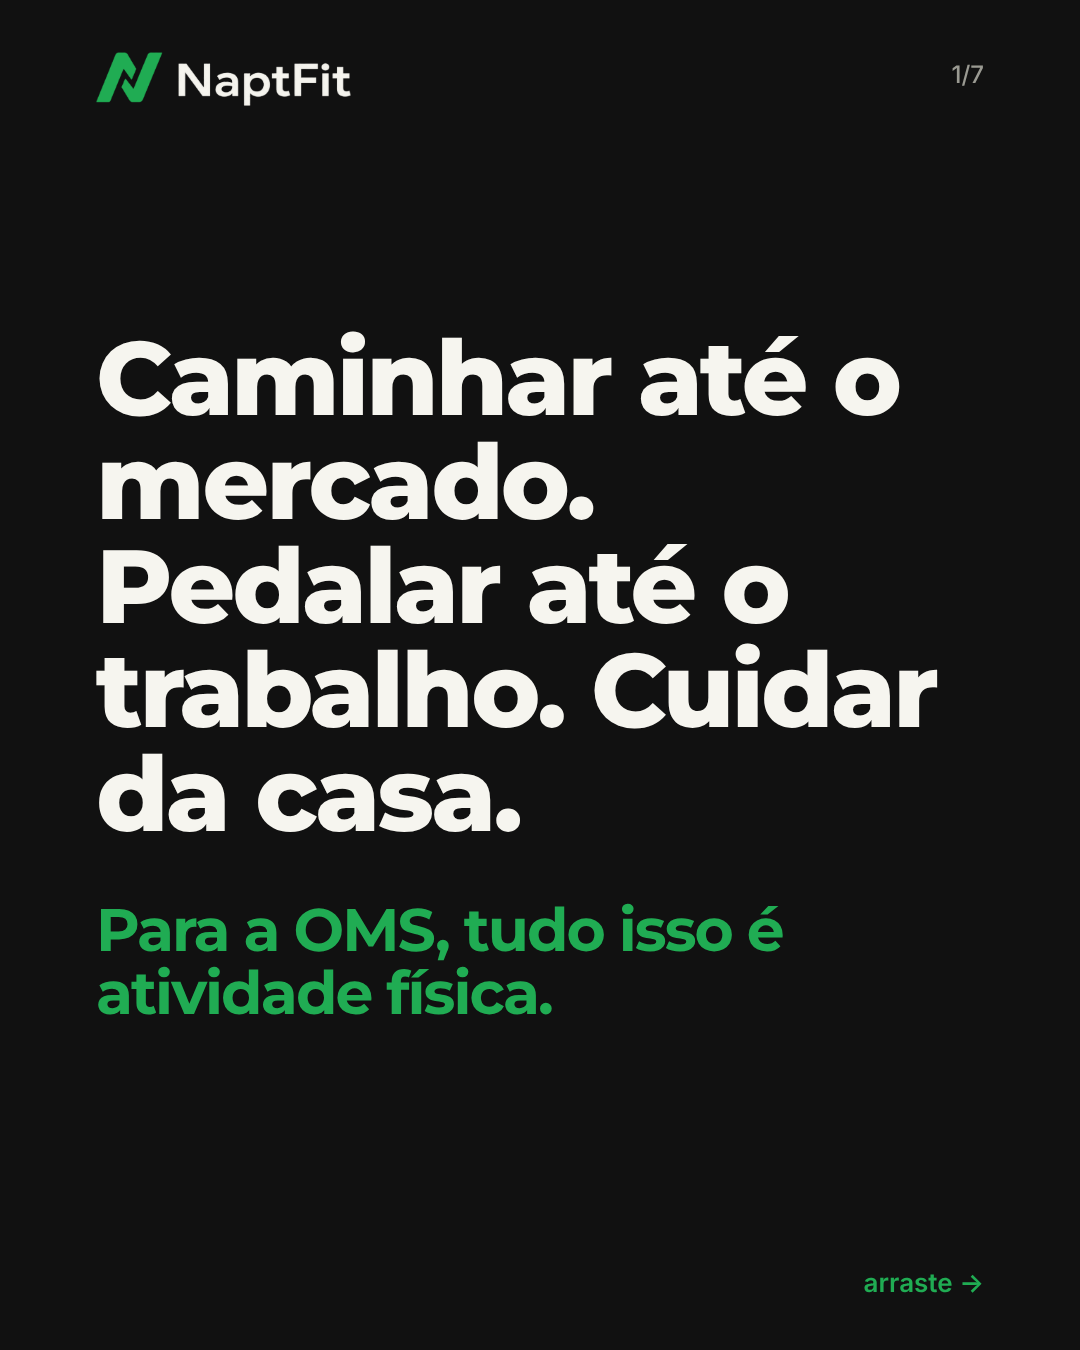 NaptFit
1/7
Caminhar até o
mercado.
Pedalar até o
trabalho. Cuidar
da casa.
Para a OMS, tudo isso é
atividade física.
arraste →